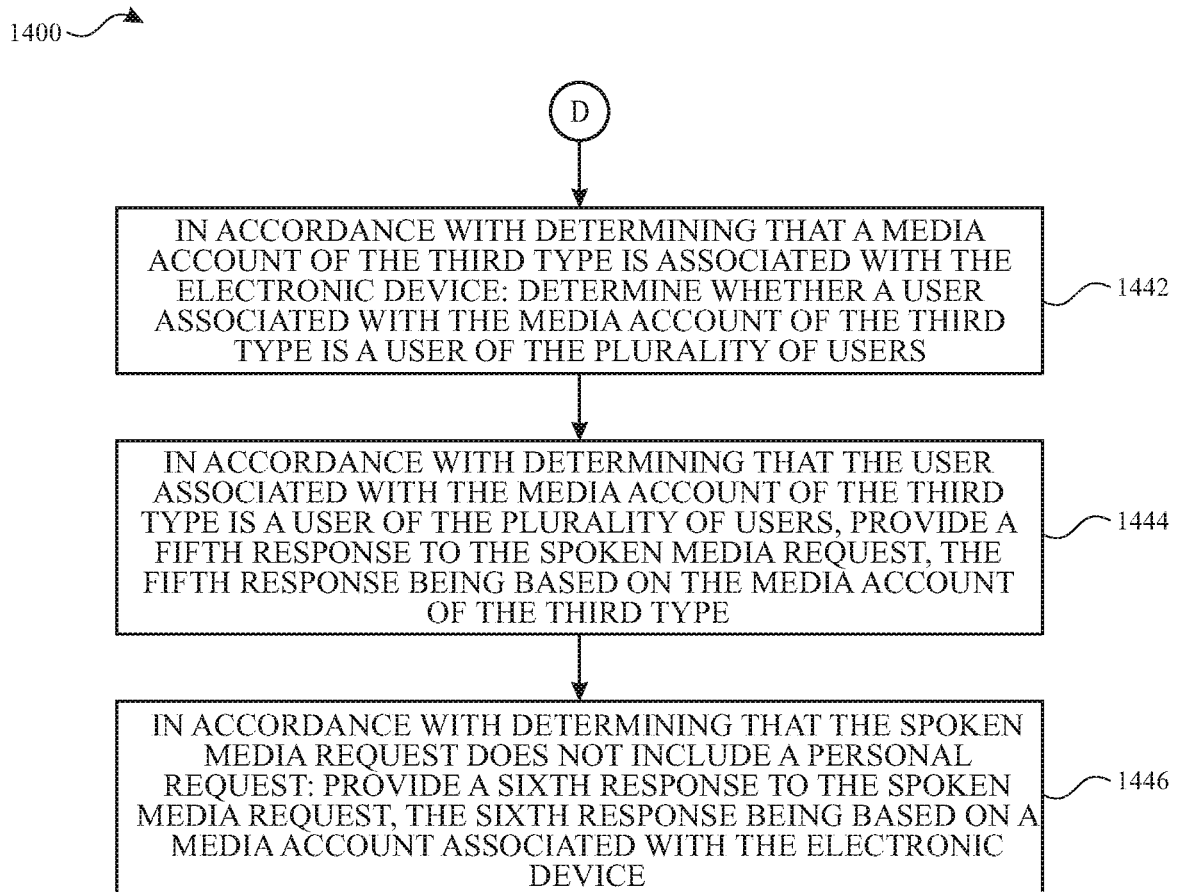 1400
D
IN ACCORDANCE WITH DETERMINING THAT A MEDIA
ACCOUNT OF THE THIRD TYPE IS ASSOCIATED WITH THE
ELECTRONIC DEVICE: DETERMINE WHETHER A USER
ASSOCIATED WITH THE MEDIA ACCOUNT OF THE THIRD
TYPE IS A USER OF THE PLURALITY OF USERS
1442
IN ACCORDANCE WITH DETERMINING THAT THE USER
ASSOCIATED WITH THE MEDIA ACCOUNT OF THE THIRD
TYPE IS A USER OF THE PLURALITY OF USERS, PROVIDE A
FIFTH RESPONSE TO THE SPOKEN MEDIA REQUEST, THE
FIFTH RESPONSE BEING BASED ON THE MEDIA ACCOUNT
OF THE THIRD TYPE
1444
IN ACCORDANCE WITH DETERMINING THAT THE SPOKEN
MEDIA REQUEST DOES NOT INCLUDE A PERSONAL
REQUEST: PROVIDE A SIXTH RESPONSE TO THE SPOKEN
MEDIA REQUEST, THE SIXTH RESPONSE BEING BASED ON A
MEDIA ACCOUNT ASSOCIATED WITH THE ELECTRONIC
DEVICE
1446